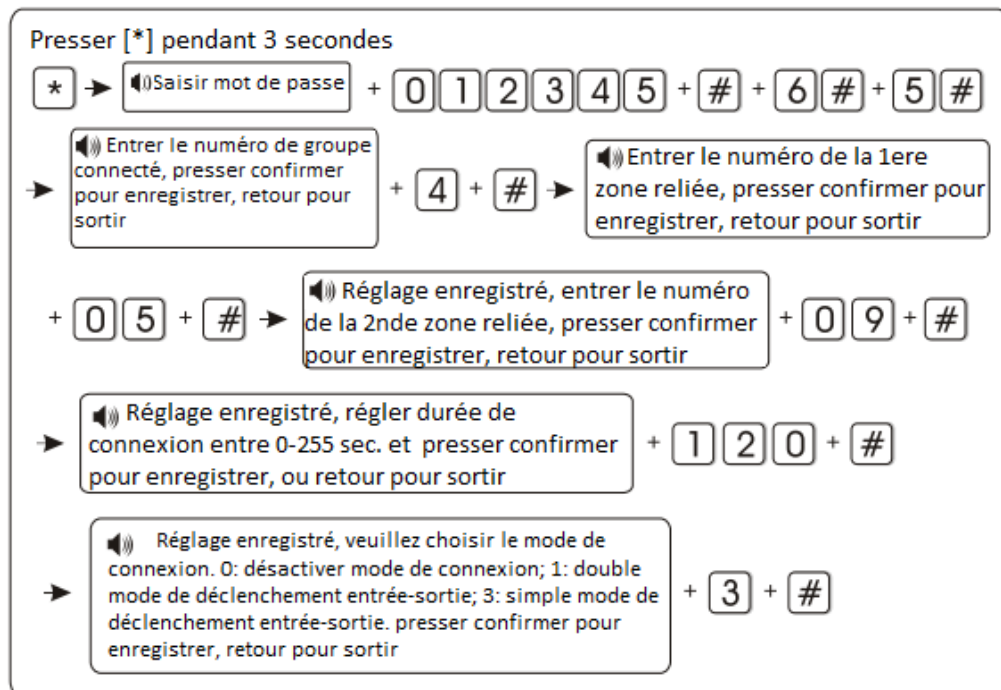 Presser [*] pendant 3 secondes
* Saisir mot de passe + 0 1 2 3 4 5 + # + 6 # + 5 #
Entrer le numéro de groupe
connecté, presser confirmer
pour enregistrer, retour pour
sortir
+ 4 + #
Entrer le numéro de la 1ere
zone reliée, presser confirmer pour
enregistrer, retour pour sortir
+ 0 5 + #
Réglage enregistré, entrer le numéro
de la 2nde zone reliée, presser confirmer
pour enregistrer, retour pour sortir
+ 0 9 + #
Réglage enregistré, régler durée de
connexion entre 0-255 sec. et presser confirmer
pour enregistrer, ou retour pour sortir
+ 1 2 0 + #
Réglage enregistré, veuillez choisir le mode de
connexion. 0: désactiver mode de connexion; 1: double
mode de déclenchement entrée-sortie; 3: simple mode de
déclenchement entrée-sortie. presser confirmer pour
enregistrer, retour pour sortir
+ 3 + #